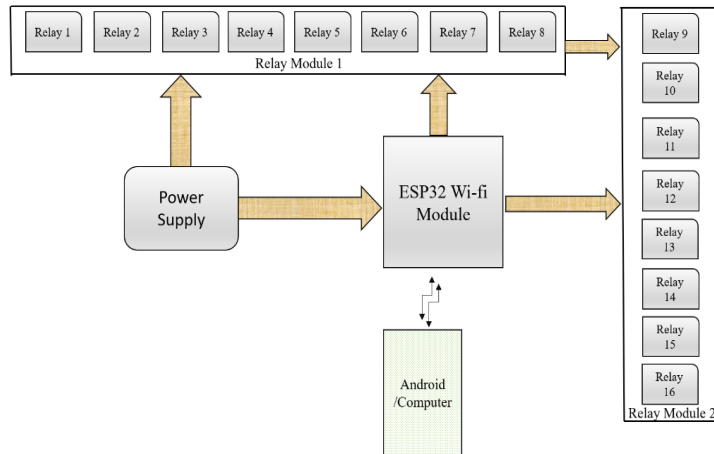 Relay 1
Relay 2
Relay 3
Relay 4
Relay 5
Relay 6
Relay 7
Relay 8
Relay Module 1
Relay 9
Relay
10
Relay
11
Relay
12
Relay
13
Relay
14
Relay
15
Relay
16
Relay Module 2
Power
Supply
ESP32 Wi-fi
Module
Android
/Computer